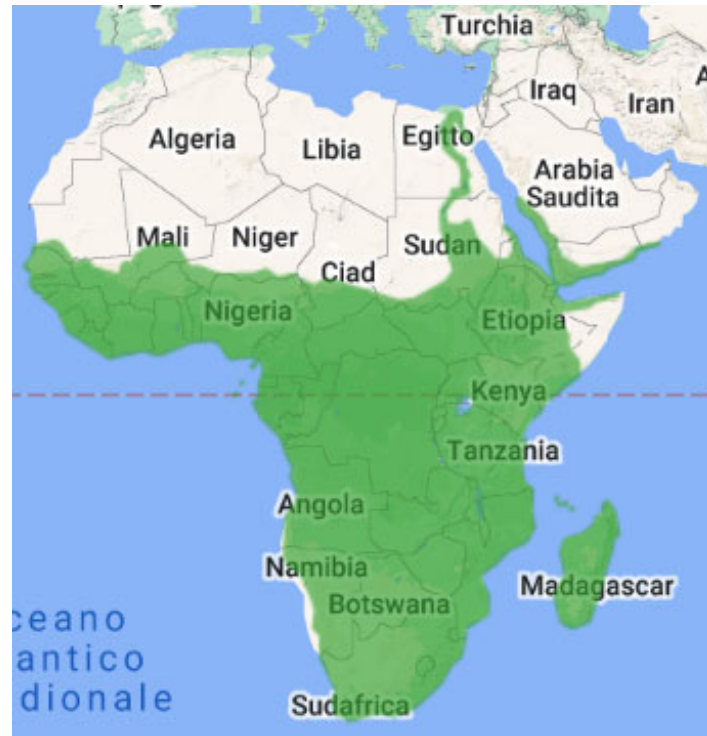 Turchia
Iraq
Iran
Algeria
Libia
Egitto
Arabia
Saudita
Mali
Niger
Ciad
Sudan
Nigeria
Etiopia
Kenya
Tanzania
Angola
Namibia
Botswana
Madagascar
ceano
antico
dionale
Sudafrica